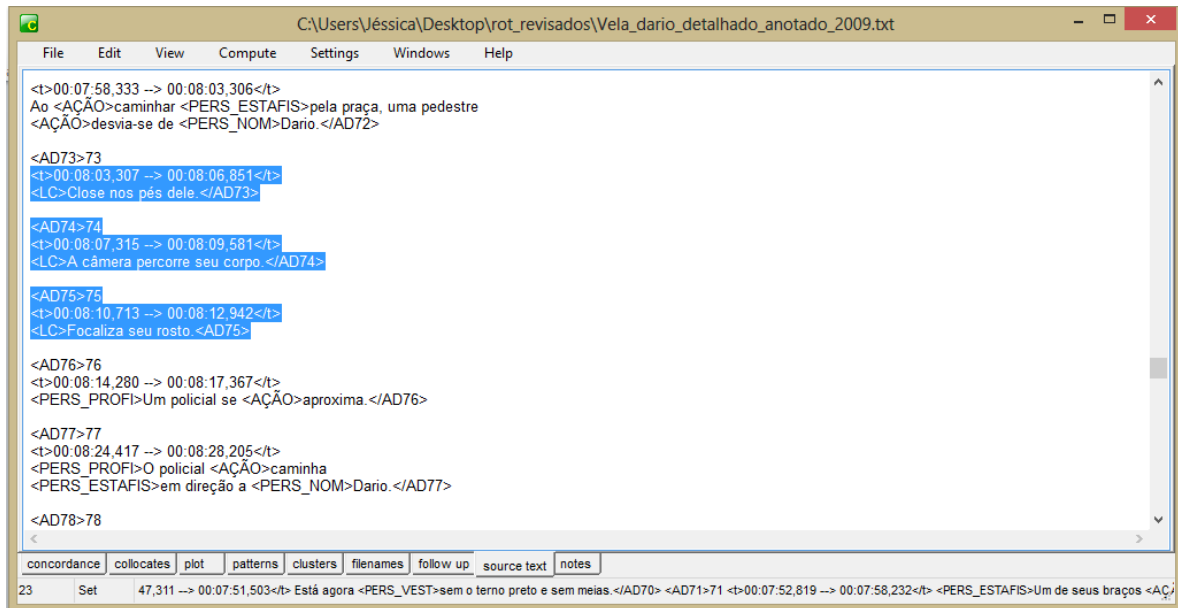 C:\Users\Jéssica\Desktop\rot_revisados\Vela_dario_detalhado_anotado_2009.txt
File Edit View Compute Settings Windows Help
<t>00:07:58,333 --> 00:08:03,306</t>
Ao <AÇÃO>caminhar <PERS_ESTAFIS>pela praça, uma pedestre
<AÇÃO>desvia-se de <PERS_NOM>Dario.</AD72>
<AD73>73
<t>00:08:03,307 --> 00:08:06,851</t>
<LC>Close nos pés dele.</AD73>
<AD74>74
<t>00:08:07,315 --> 00:08:09,581</t>
<LC>A câmera percorre seu corpo.</AD74>
<AD75>75
<t>00:08:10,713 --> 00:08:12,942</t>
<LC>Focaliza seu rosto.<AD75>
<AD76>76
<t>00:08:14,280 --> 00:08:17,367</t>
<PERS_PROFI>Um policial se <AÇÃO>aproxima.</AD76>
<AD77>77
<t>00:08:24,417 --> 00:08:28,205</t>
<PERS_PROFI>O policial <AÇÃO>caminha
<PERS_ESTAFIS>em direção a <PERS_NOM>Dario.</AD77>
<AD78>78
concordance collocates plot patterns clusters filenames follow up source text notes
23 Set 47,311 --> 00:07:51,503</t> Está agora <PERS_VEST>sem o terno preto e sem meias.</AD70> <AD71>71 <t>00:07:52,819 --> 00:07:58,232</t> <PERS_ESTAFIS>Um de seus braços <AÇ